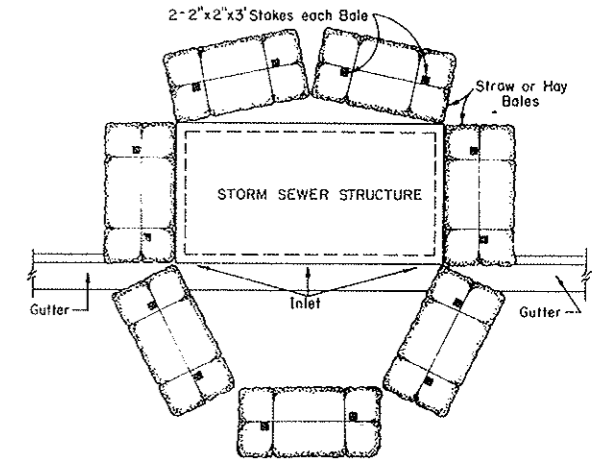 2-2"x2"x3' Stakes each Bale
Straw or Hay
Bales
STORM SEWER STRUCTURE
Gutter
Inlet
Gutter